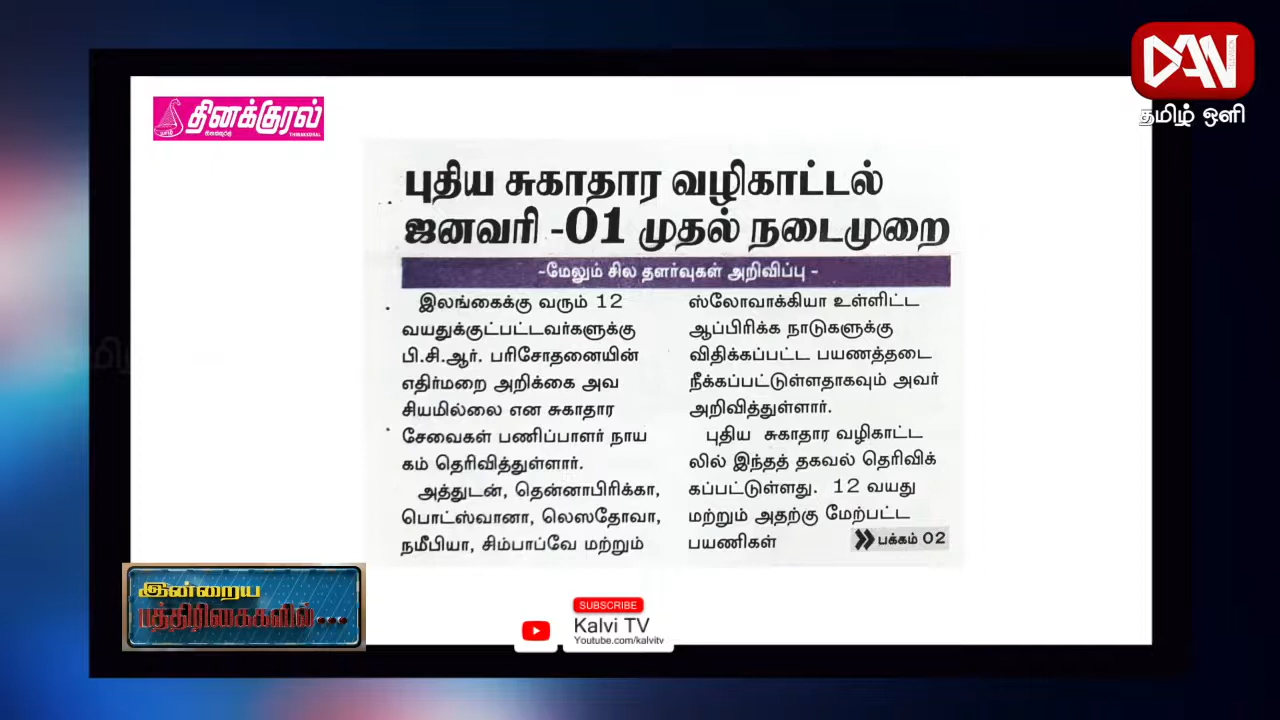 DAN
தமிழ் ஒளி
தினக்குரல்
THINAKKURAL
புதிய சுகாதார வழிகாட்டல்
ஜனவரி -01 முதல் நடைமுறை
-மேலும் சில தளர்வுகள் அறிவிப்பு -
இலங்கைக்கு வரும் 12
வயதுக்குட்பட்டவர்களுக்கு
பி.சி.ஆர். பரிசோதனையின்
எதிர்மறை அறிக்கை அவ
சியமில்லை என சுகாதார
சேவைகள் பணிப்பாளர் நாய
கம் தெரிவித்துள்ளார்.
அத்துடன், தென்னாபிரிக்கா,
பொட்ஸ்வானா, லெஸதோவா,
நமீபியா, சிம்பாப்வே மற்றும்
ஸ்லோவாக்கியா உள்ளிட்ட
ஆப்பிரிக்க நாடுகளுக்கு
விதிக்கப்பட்ட பயணத்தடை
நீக்கப்பட்டுள்ளதாகவும் அவர்
அறிவித்துள்ளார்.
புதிய சுகாதார வழிகாட்ட
லில் இந்தத் தகவல் தெரிவிக்
கப்பட்டுள்ளது. 12 வயது
மற்றும் அதற்கு மேற்பட்ட
பயணிகள்
பக்கம் 02
இன்றைய
பத்திரிகைகளில்...
SUBSCRIBE
Kalvi TV
Youtube.com/kalvitv